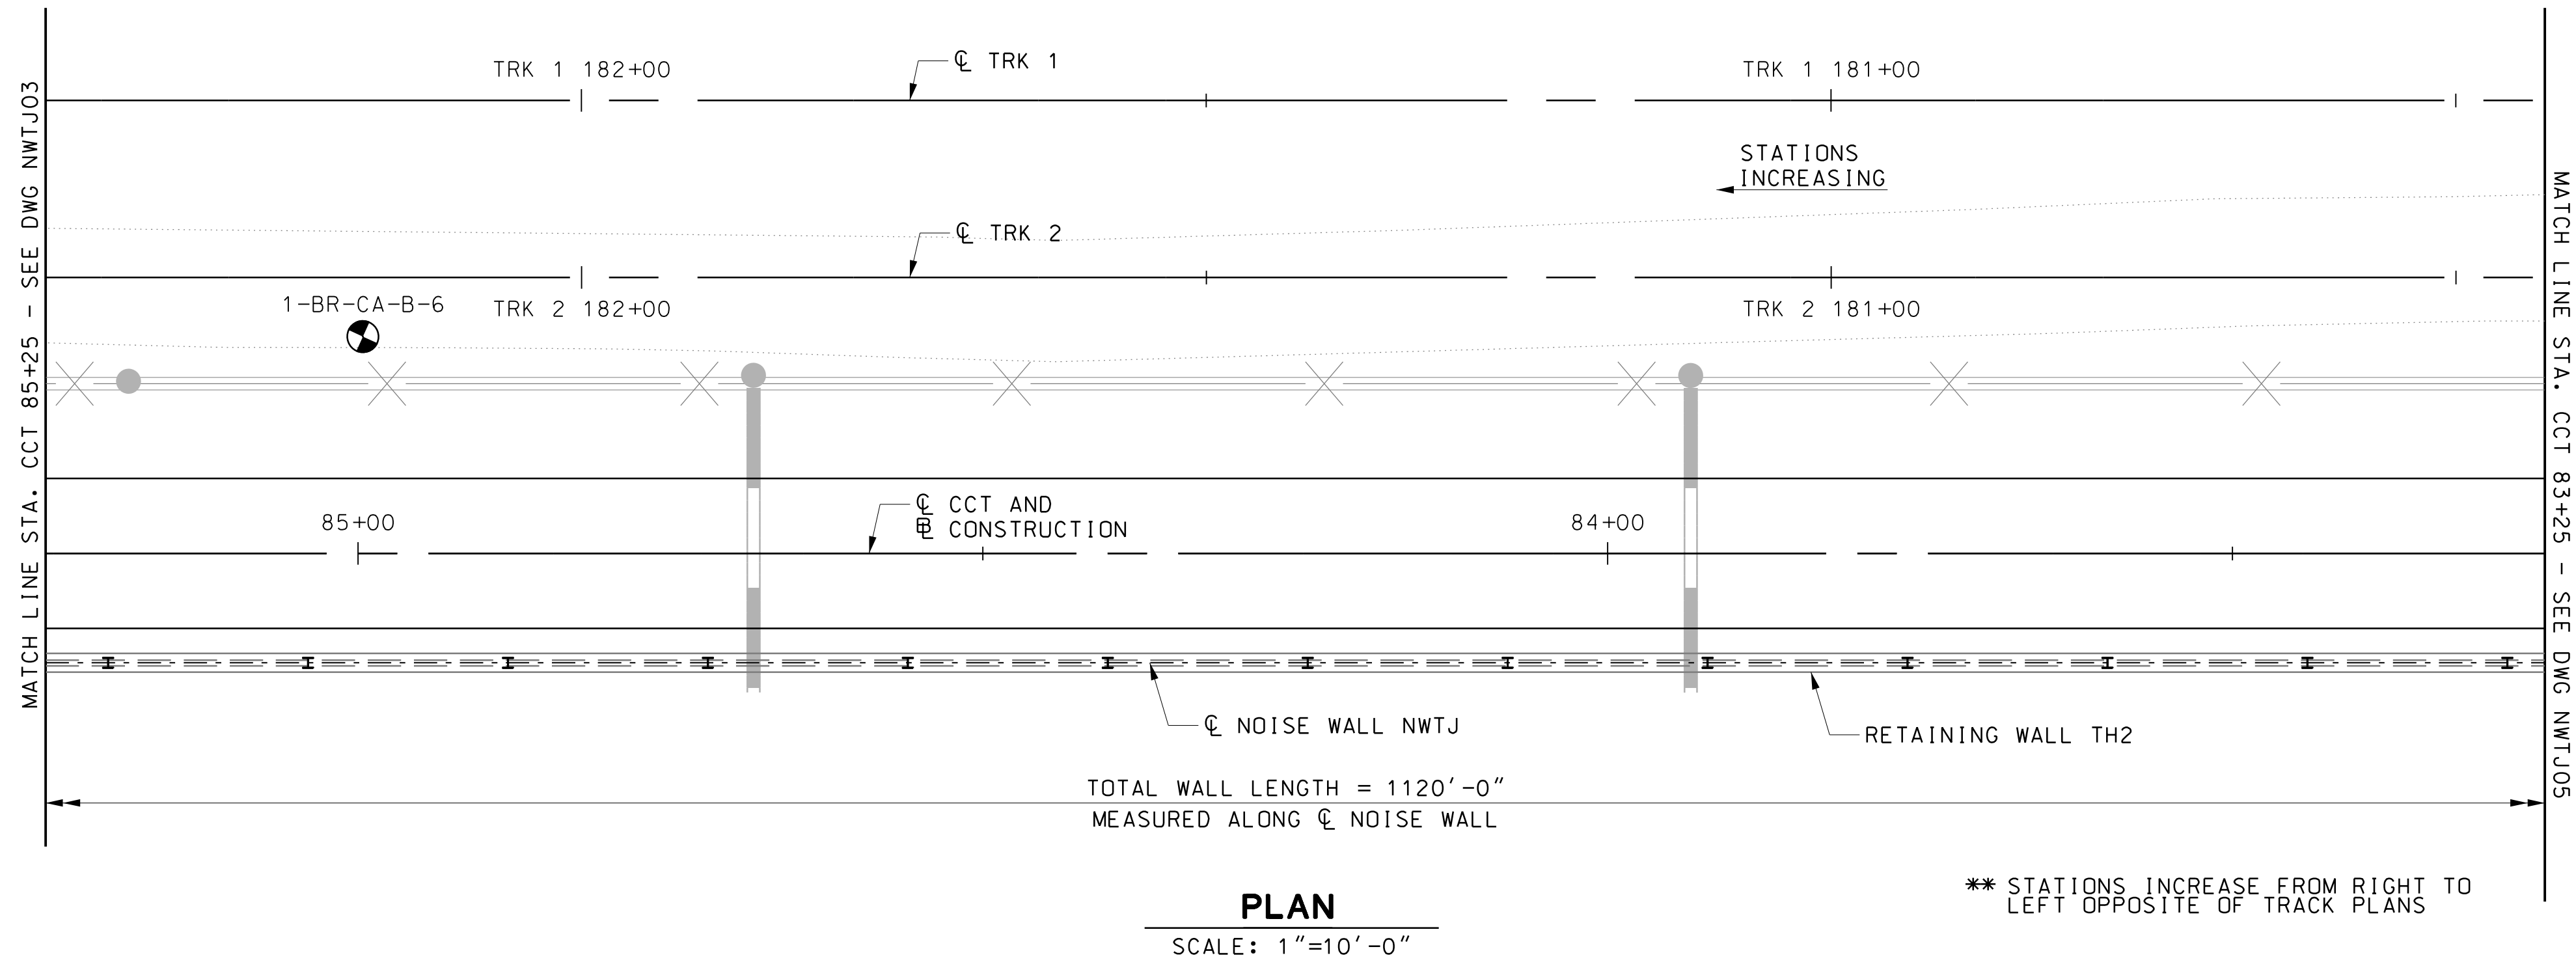 TRK 1 182+00
℄ TRK 1
TRK 1 181+00
STATIONS
INCREASING
℄ TRK 2
1-BR-CA-B-6
TRK 2 182+00
TRK 2 181+00
MATCH LINE STA. CCT 85+25 - SEE DWG NWTJ03
MATCH LINE STA. CCT 83+25 - SEE DWG NWTJ05
85+00
℄ CCT AND
BL CONSTRUCTION
84+00
℄ NOISE WALL NWTJ
RETAINING WALL TH2
TOTAL WALL LENGTH = 1120'-0"
MEASURED ALONG ℄ NOISE WALL
** STATIONS INCREASE FROM RIGHT TO
LEFT OPPOSITE OF TRACK PLANS
PLAN
SCALE: 1"=10'-0"